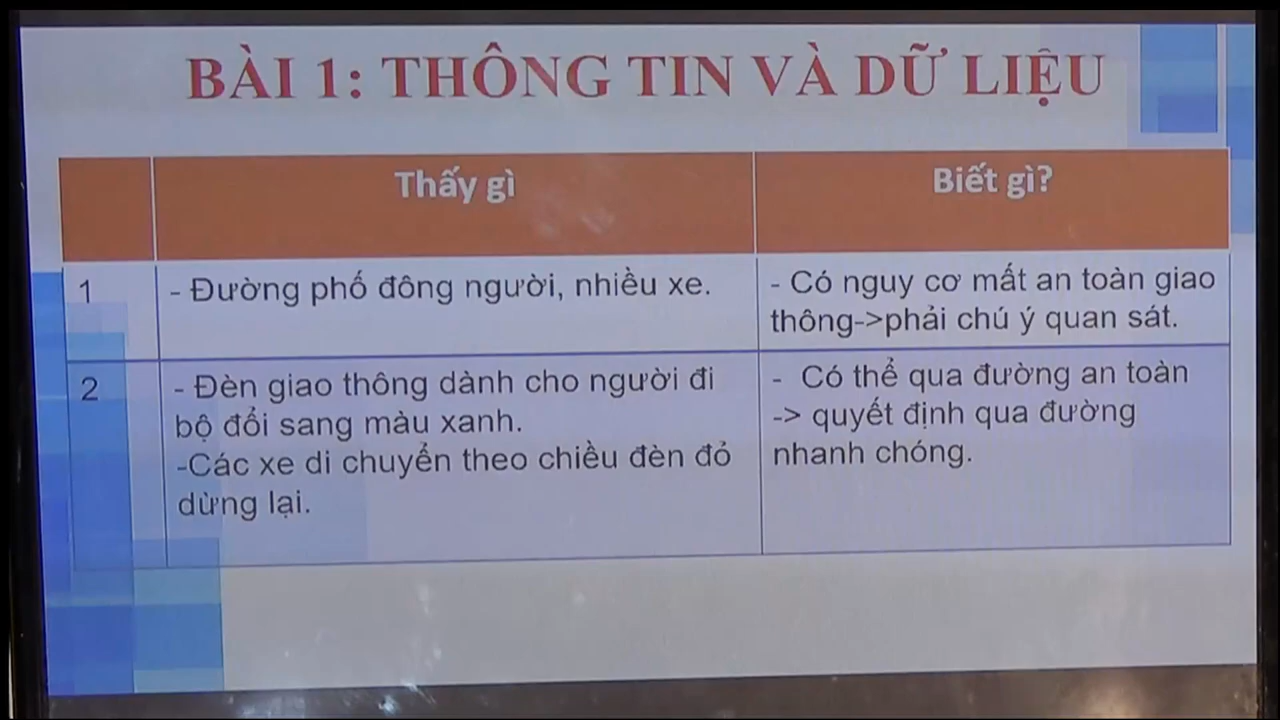 BÀI 1: THÔNG TIN VÀ DỮ LIỆU
Thấy gì
Biết gì?
1
- Đường phố đông người, nhiều xe.
- Có nguy cơ mất an toàn giao
thông->phải chú ý quan sát.
2
- Đèn giao thông dành cho người đi
bộ đổi sang màu xanh.
-Các xe di chuyển theo chiều đèn đỏ
dừng lại.
- Có thể qua đường an toàn
-> quyết định qua đường
nhanh chóng.